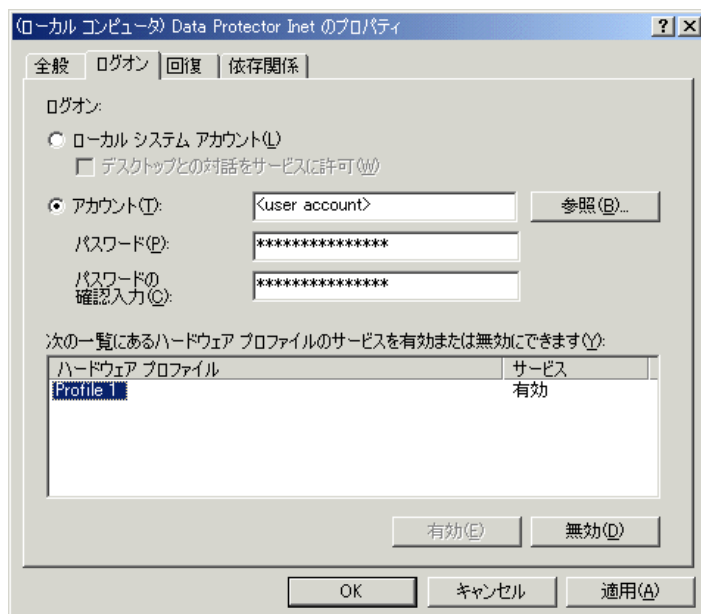 (ローカル コンピュータ) Data Protector Inet のプロパティ
全般 ログオン 回復 依存関係
ログオン:
ローカル システム アカウント(L)
デスクトップとの対話をサービスに許可(W)
アカウント(T): <user account> 参照(B)...
パスワード(P): ***************
パスワードの
確認入力(C): ***************
次の一覧にあるハードウェア プロファイルのサービスを有効または無効にできます(Y):
ハードウェア プロファイル サービス
Profile 1 有効
有効(E) 無効(D)
OK キャンセル 適用(A)